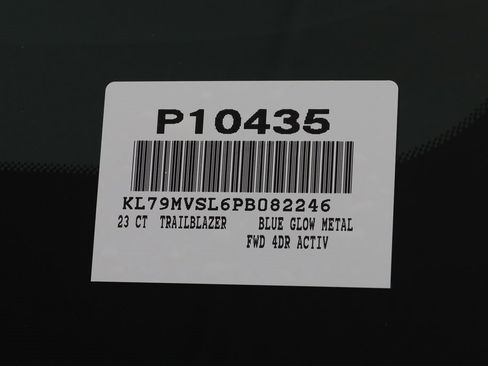 P10435
KL79MVSL6PB082246
23 CT TRAILBLAZER BLUE GLOW METAL
FWD 4DR ACTIV